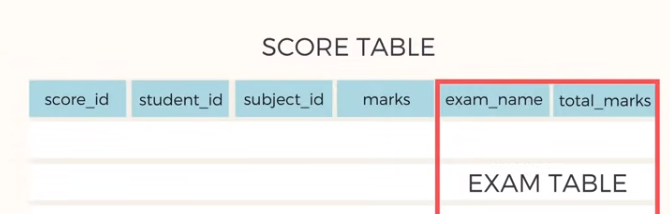 SCORE TABLE
score_id student_id subject_id marks exam_name total_marks
EXAM TABLE